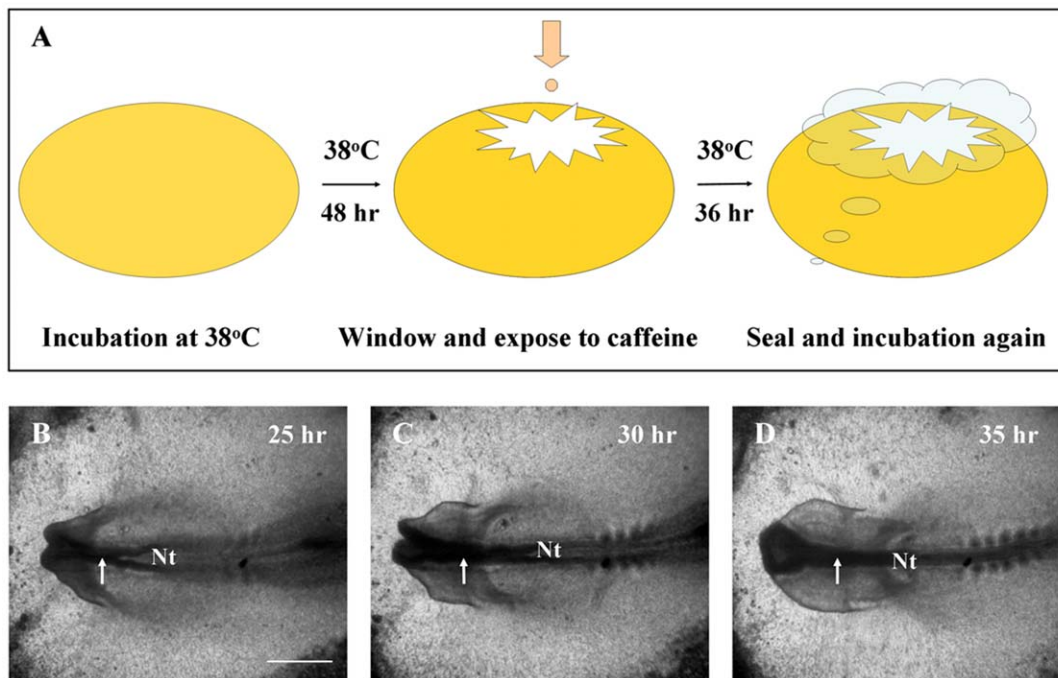 A
38°C
48 hr
38°C
36 hr
Incubation at 38°C
Window and expose to caffeine
Seal and incubation again
B
25 hr
Nt
C
30 hr
Nt
D
35 hr
Nt